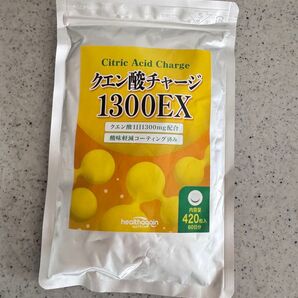 Citric Acid Charge
クエン酸チャージ
1300EX
クエン酸1日1300mg配合
酸味軽減コーティング済み
内容量
420粒入
60日分
healthagain